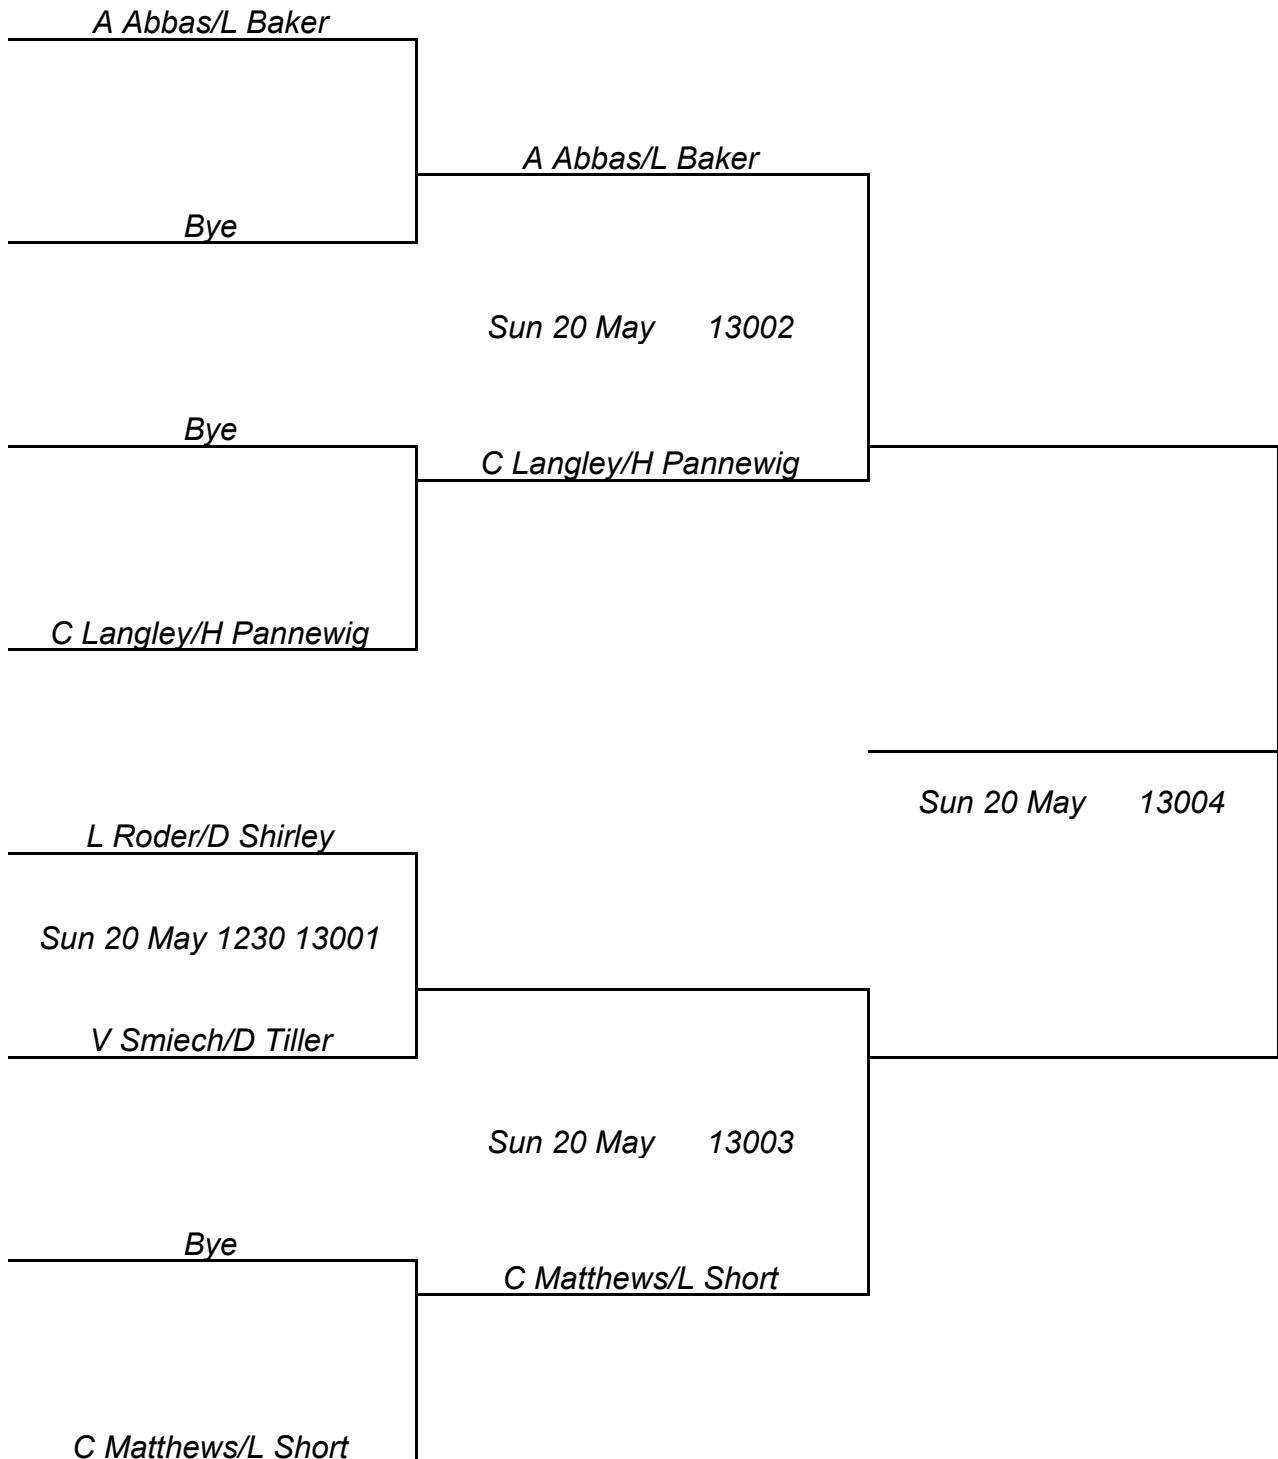 A Abbas/L Baker
A Abbas/L Baker
Bye
Sun 20 May 13002
Bye
C Langley/H Pannewig
C Langley/H Pannewig
Sun 20 May 13004
L Roder/D Shirley
Sun 20 May 1230 13001
V Smiech/D Tiller
Sun 20 May 13003
Bye
C Matthews/L Short
C Matthews/L Short